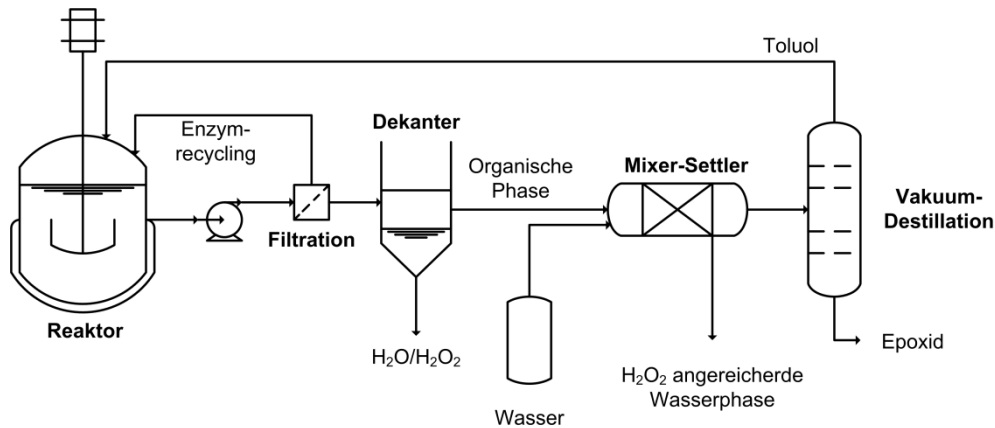 Toluol
Enzym-
recycling
Dekanter
Organische
Phase
Mixer-Settler
Vakuum-
Destillation
Filtration
Reaktor
H₂O/H₂O₂
Epoxid
H₂O₂ angereicherde
Wasserphase
Wasser